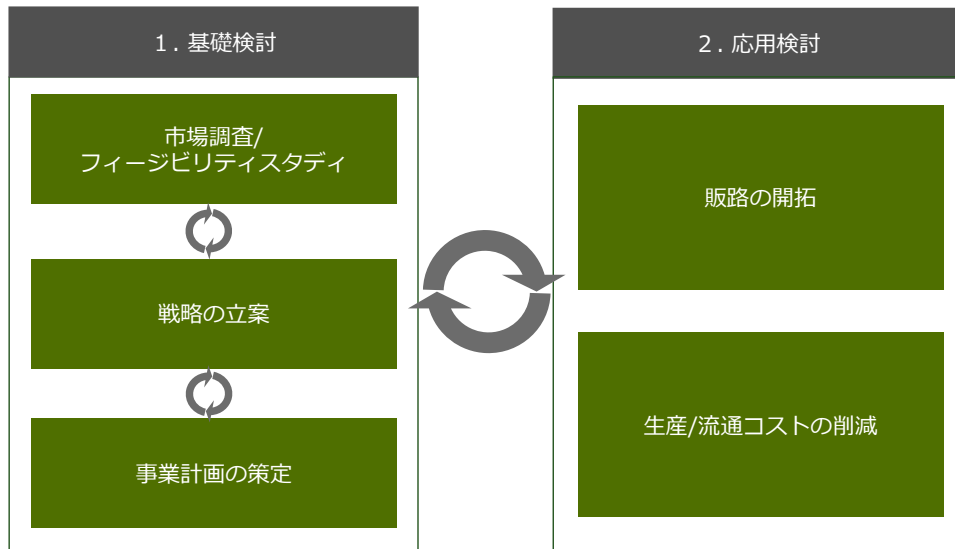 1．基礎検討
市場調査/
フィージビリティスタディ
戦略の立案
事業計画の策定
2．応用検討
販路の開拓
生産/流通コストの削減